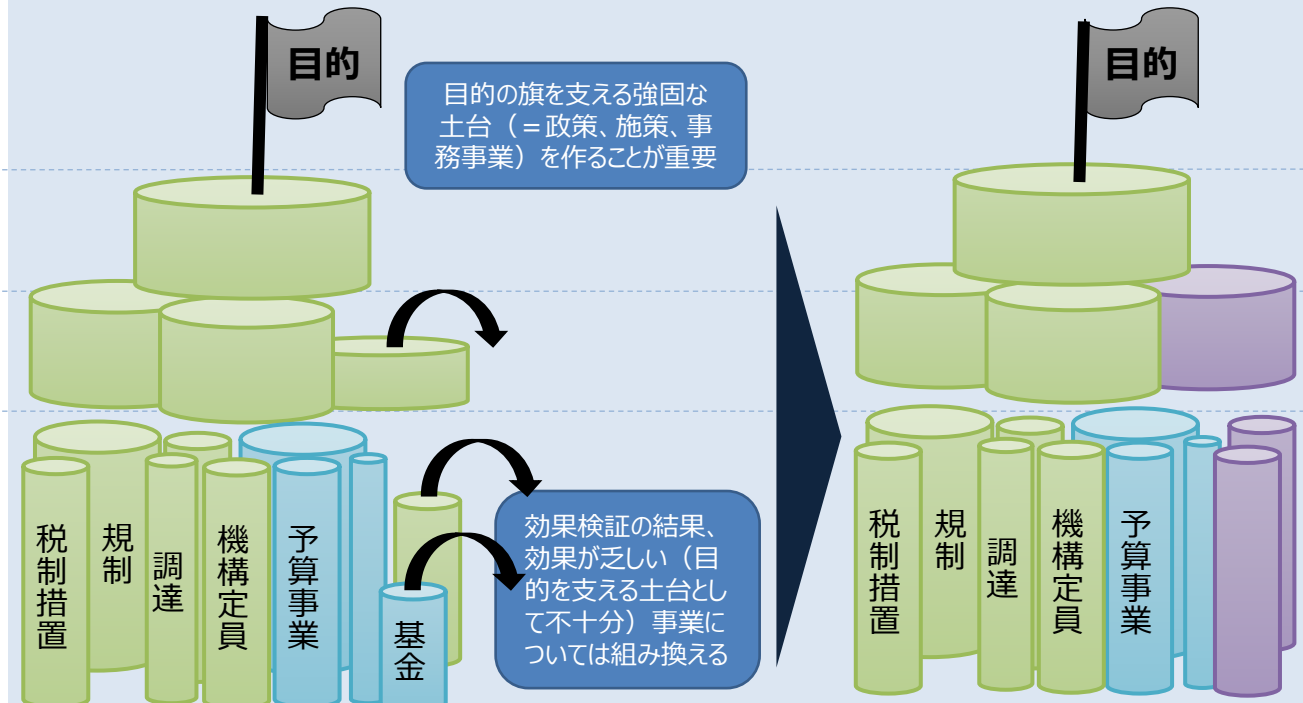 目的
目的の旗を支える強固な
土台（=政策、施策、事
務事業）を作ることが重要
税制措置
規制
調達
機構定員
予算事業
基金
効果検証の結果、
効果が乏しい（目
的を支える土台とし
て不十分）事業に
ついては組み換える
目的
税制措置
規制
調達
機構定員
予算事業